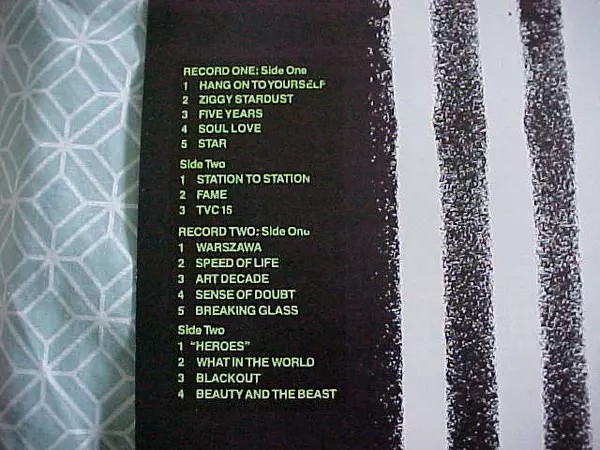 RECORD ONE: Side One
1 HANG ON TO YOURSELF
2 ZIGGY STARDUST
3 FIVE YEARS
4 SOUL LOVE
5 STAR
Side Two
1 STATION TO STATION
2 FAME
3 TVC 15
RECORD TWO: Side One
1 WARSZAWA
2 SPEED OF LIFE
3 ART DECADE
4 SENSE OF DOUBT
5 BREAKING GLASS
Side Two
1 "HEROES"
2 WHAT IN THE WORLD
3 BLACKOUT
4 BEAUTY AND THE BEAST